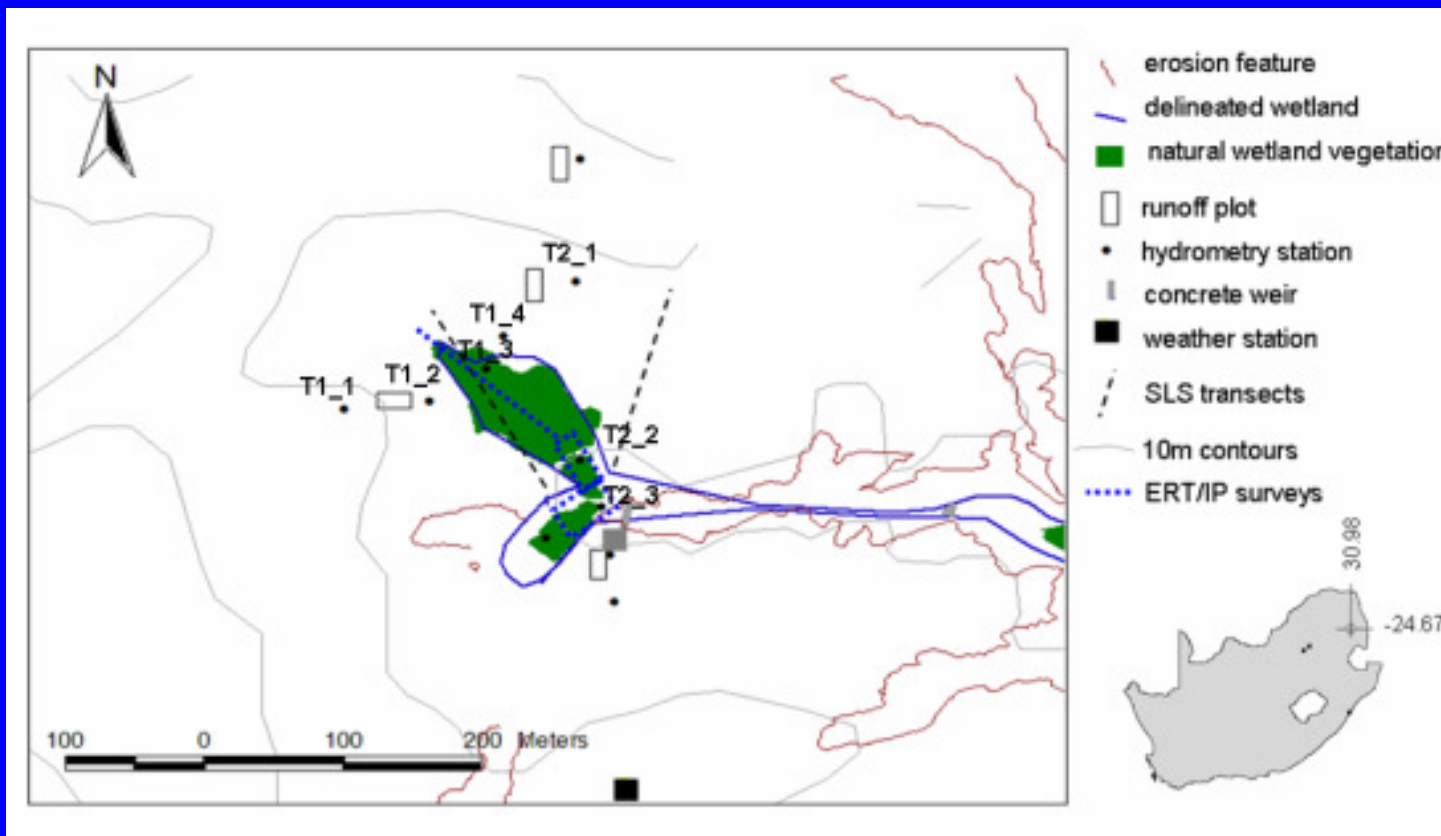 N
T2_1
T1_4
T1_3
T1_2
T1_1
T2_2
T2_3
100 0 100 200 Meters
erosion feature
delineated wetland
natural wetland vegetation
runoff plot
hydrometry station
concrete weir
weather station
SLS transects
10m contours
ERT/IP surveys
30.98
-24.67